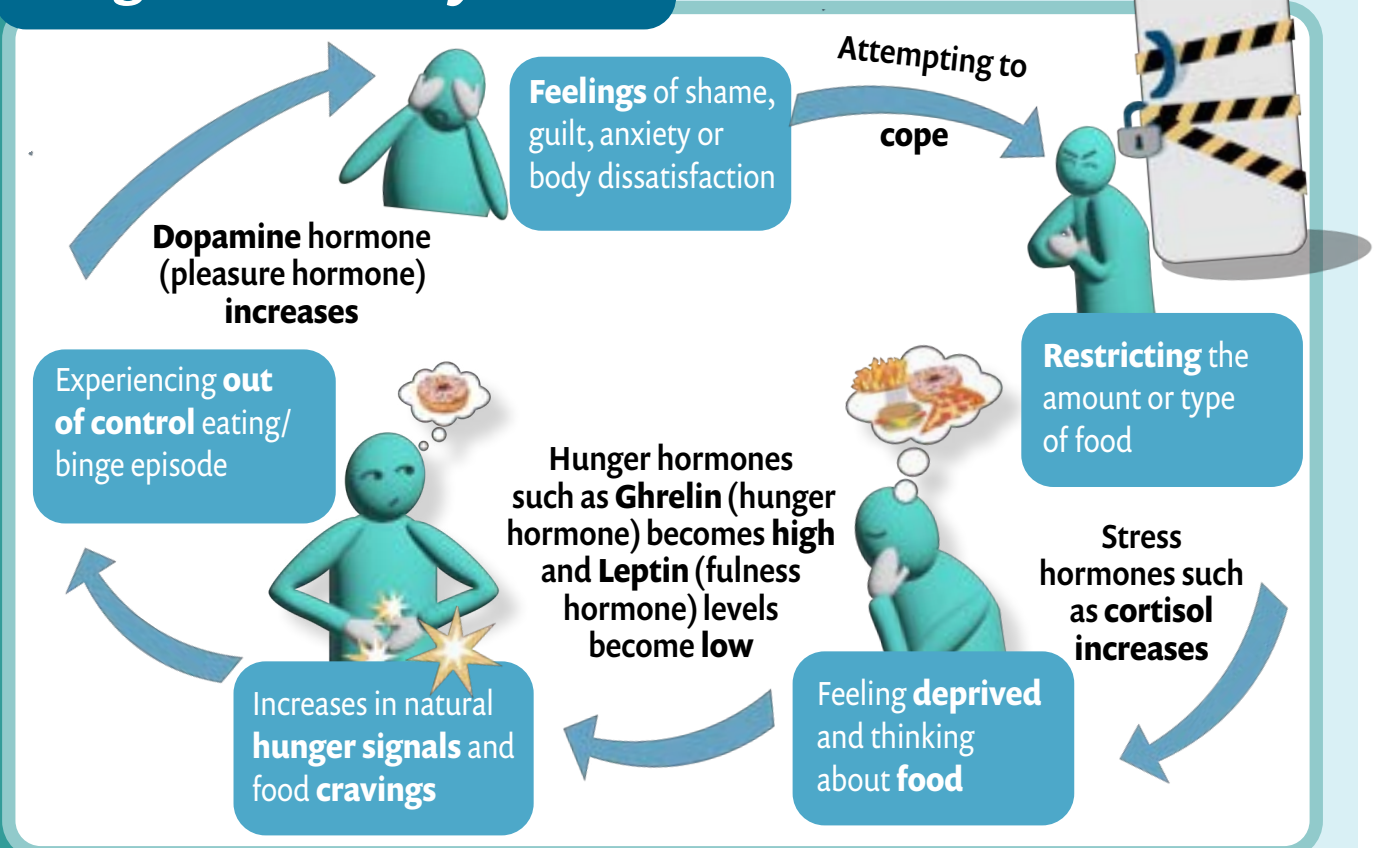 Feelings of shame,
guilt, anxiety or
body dissatisfaction
Attempting to
cope
Restricting the
amount or type
of food
Stress
hormones such
as cortisol
increases
Feeling deprived
and thinking
about food
Hunger hormones
such as Ghrelin (hunger
hormone) becomes high
and Leptin (fulness
hormone) levels
become low
Increases in natural
hunger signals and
food cravings
Experiencing out
of control eating/
binge episode
Dopamine hormone
(pleasure hormone)
increases